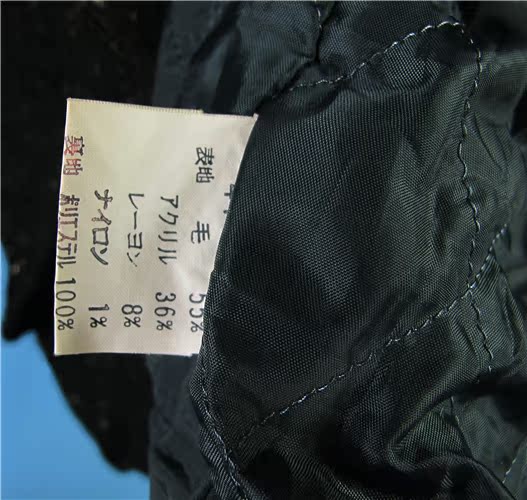 表地 毛 55%
アクリル 36%
レーヨン 8%
ナイロン 1%
裏地 ポリエステル 100%